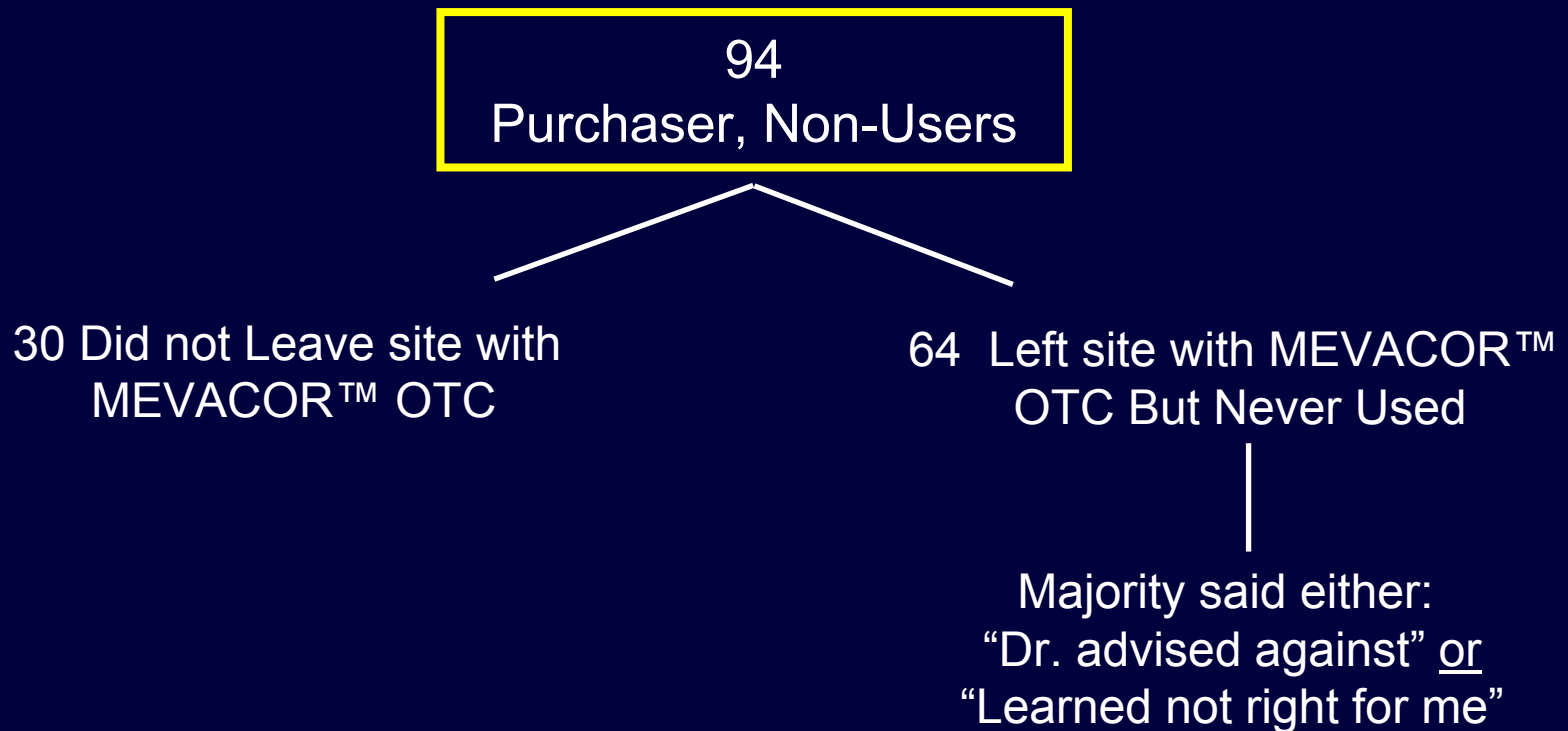 94
Purchaser, Non-Users
30 Did not Leave site with
MEVACOR™ OTC
64 Left site with MEVACOR™
OTC But Never Used
Majority said either:
“Dr. advised against” or
“Learned not right for me”